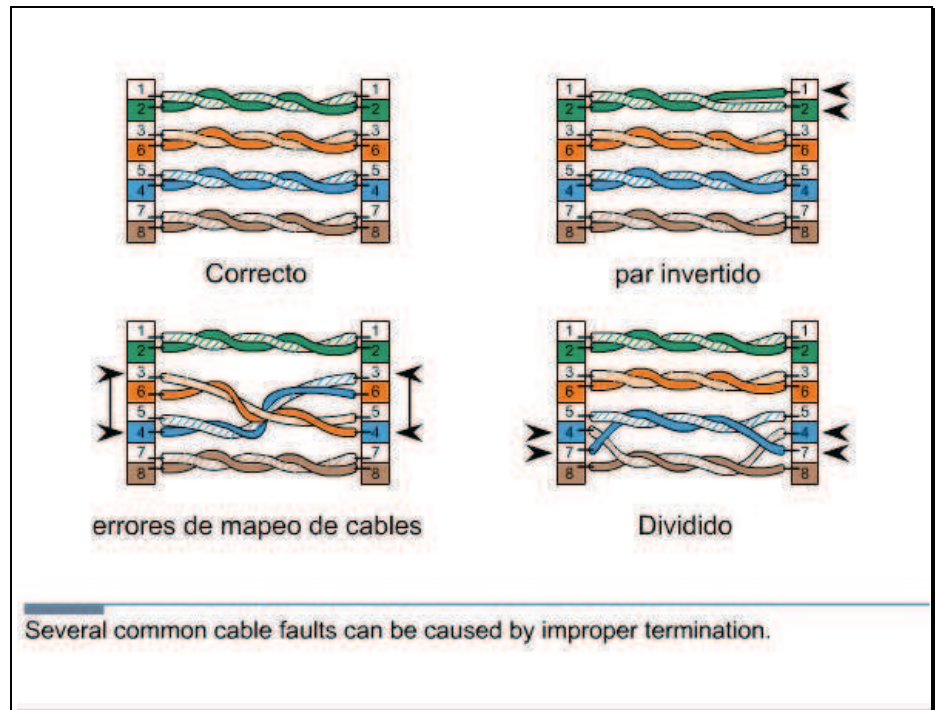 1 1 1 1
2 2 2 2
3 3 3 3
6 6 6 6
5 5 5 5
4 4 4 4
7 7 7 7
8 8 8 8
Correcto par invertido
1 1 1 1
2 2 2 2
3 3 3 3
6 6 6 6
5 5 5 5
4 4 4 4
7 7 7 7
8 8 8 8
errores de mapeo de cables Dividido
Several common cable faults can be caused by improper termination.